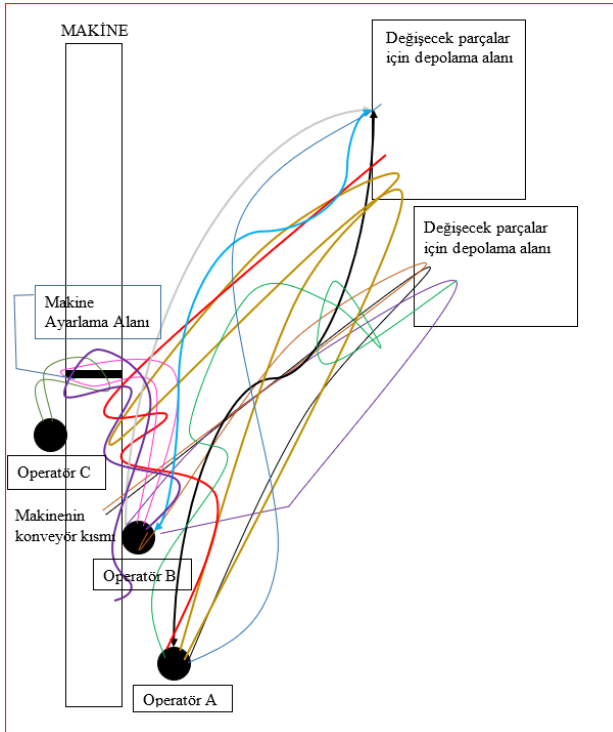 MAKİNE
Değişecek parçalar
için depolama alanı
Değişecek parçalar
için depolama alanı
Makine
Ayarlama Alanı
Operatör C
Makinenin
konveyör kısmı
Operatör B
Operatör A